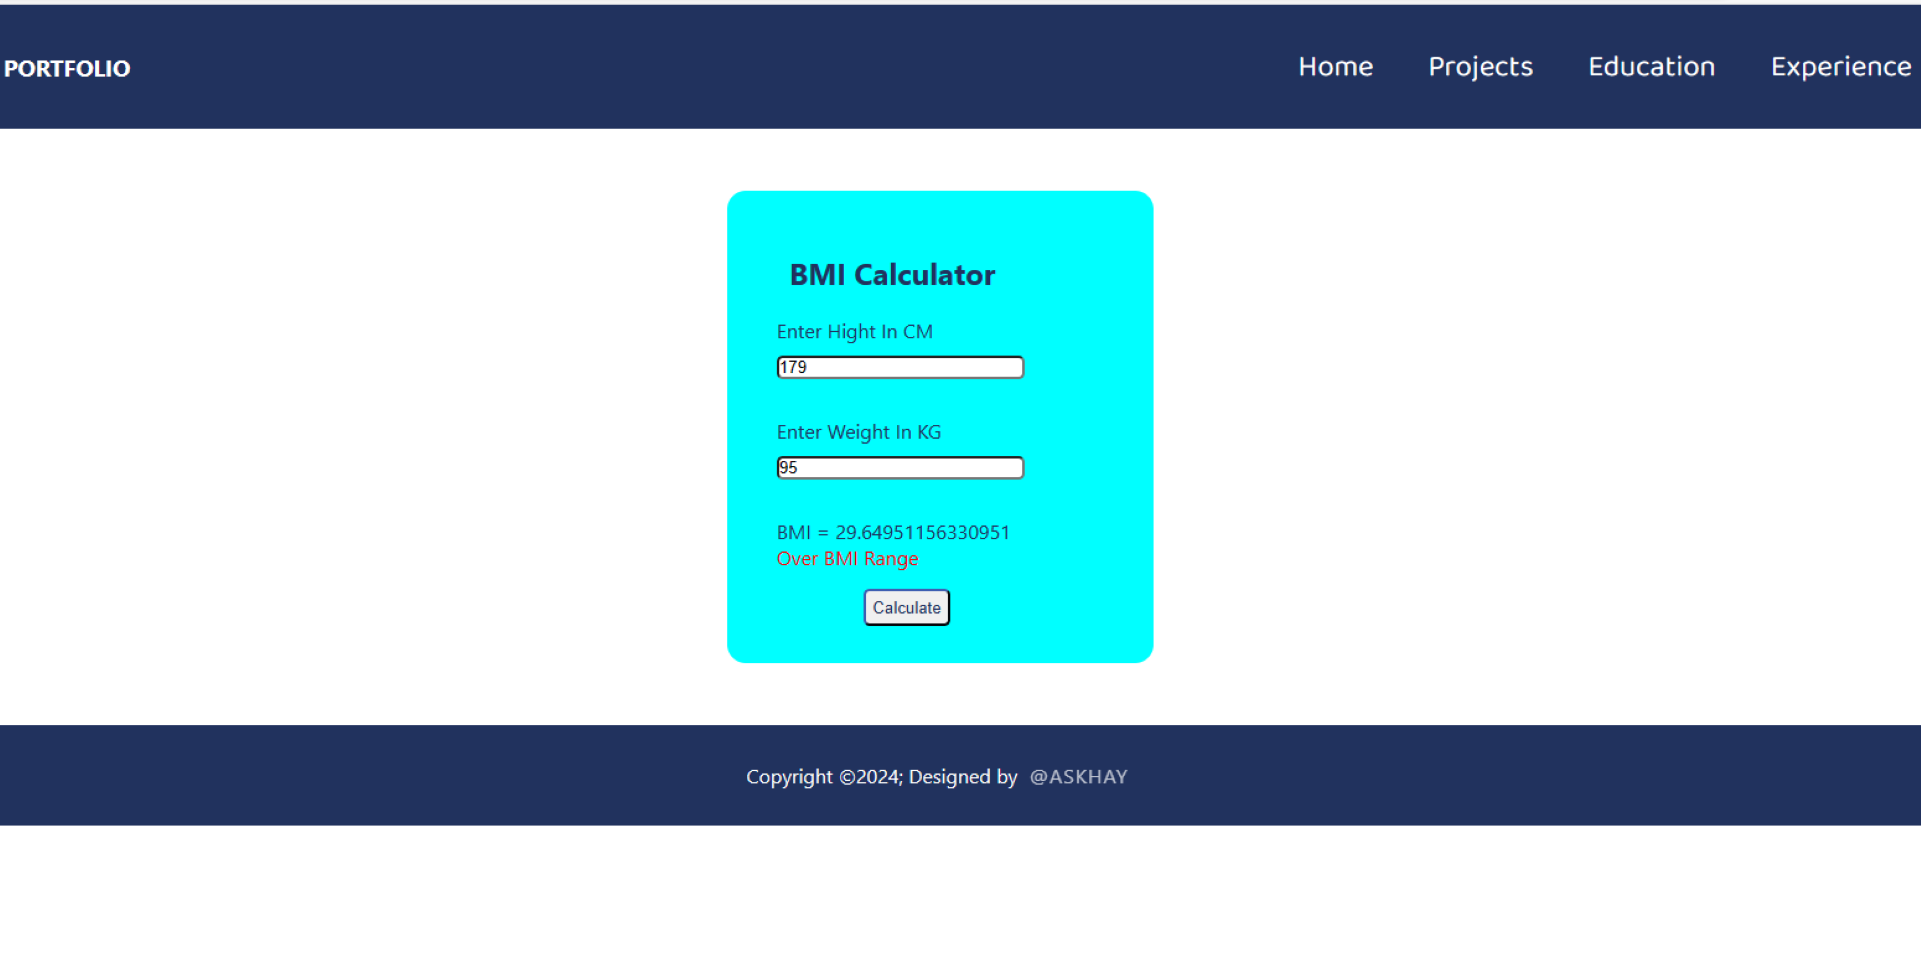 PORTFOLIO
Home Projects Education Experience
BMI Calculator
Enter Hight In CM
179
Enter Weight In KG
95
BMI = 29.64951156330951
Over BMI Range
Calculate
Copyright ©2024; Designed by @ASKHAY